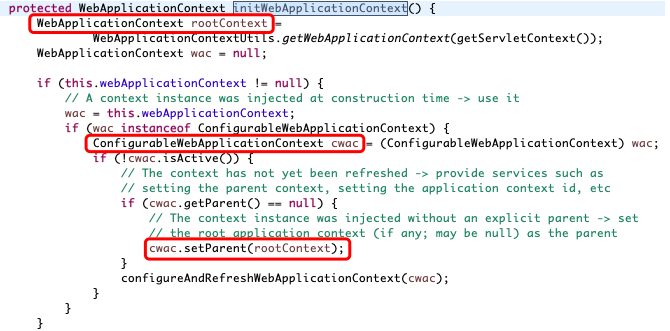 protected WebApplicationContext initWebApplicationContext() {
WebApplicationContext rootContext =
WebApplicationContextUtils.getWebApplicationContext(getServletContext());
WebApplicationContext wac = null;
if (this.webApplicationContext != null) {
// A context instance was injected at construction time -> use it
wac = this.webApplicationContext;
if (wac instanceof ConfigurableWebApplicationContext) {
ConfigurableWebApplicationContext cwac = (ConfigurableWebApplicationContext) wac;
if (!cwac.isActive()) {
// The context has not yet been refreshed -> provide services such as
// setting the parent context, setting the application context id, etc
if (cwac.getParent() == null) {
// The context instance was injected without an explicit parent -> set
// the root application context (if any; may be null) as the parent
cwac.setParent(rootContext);
}
configureAndRefreshWebApplicationContext(cwac);
}
}
}